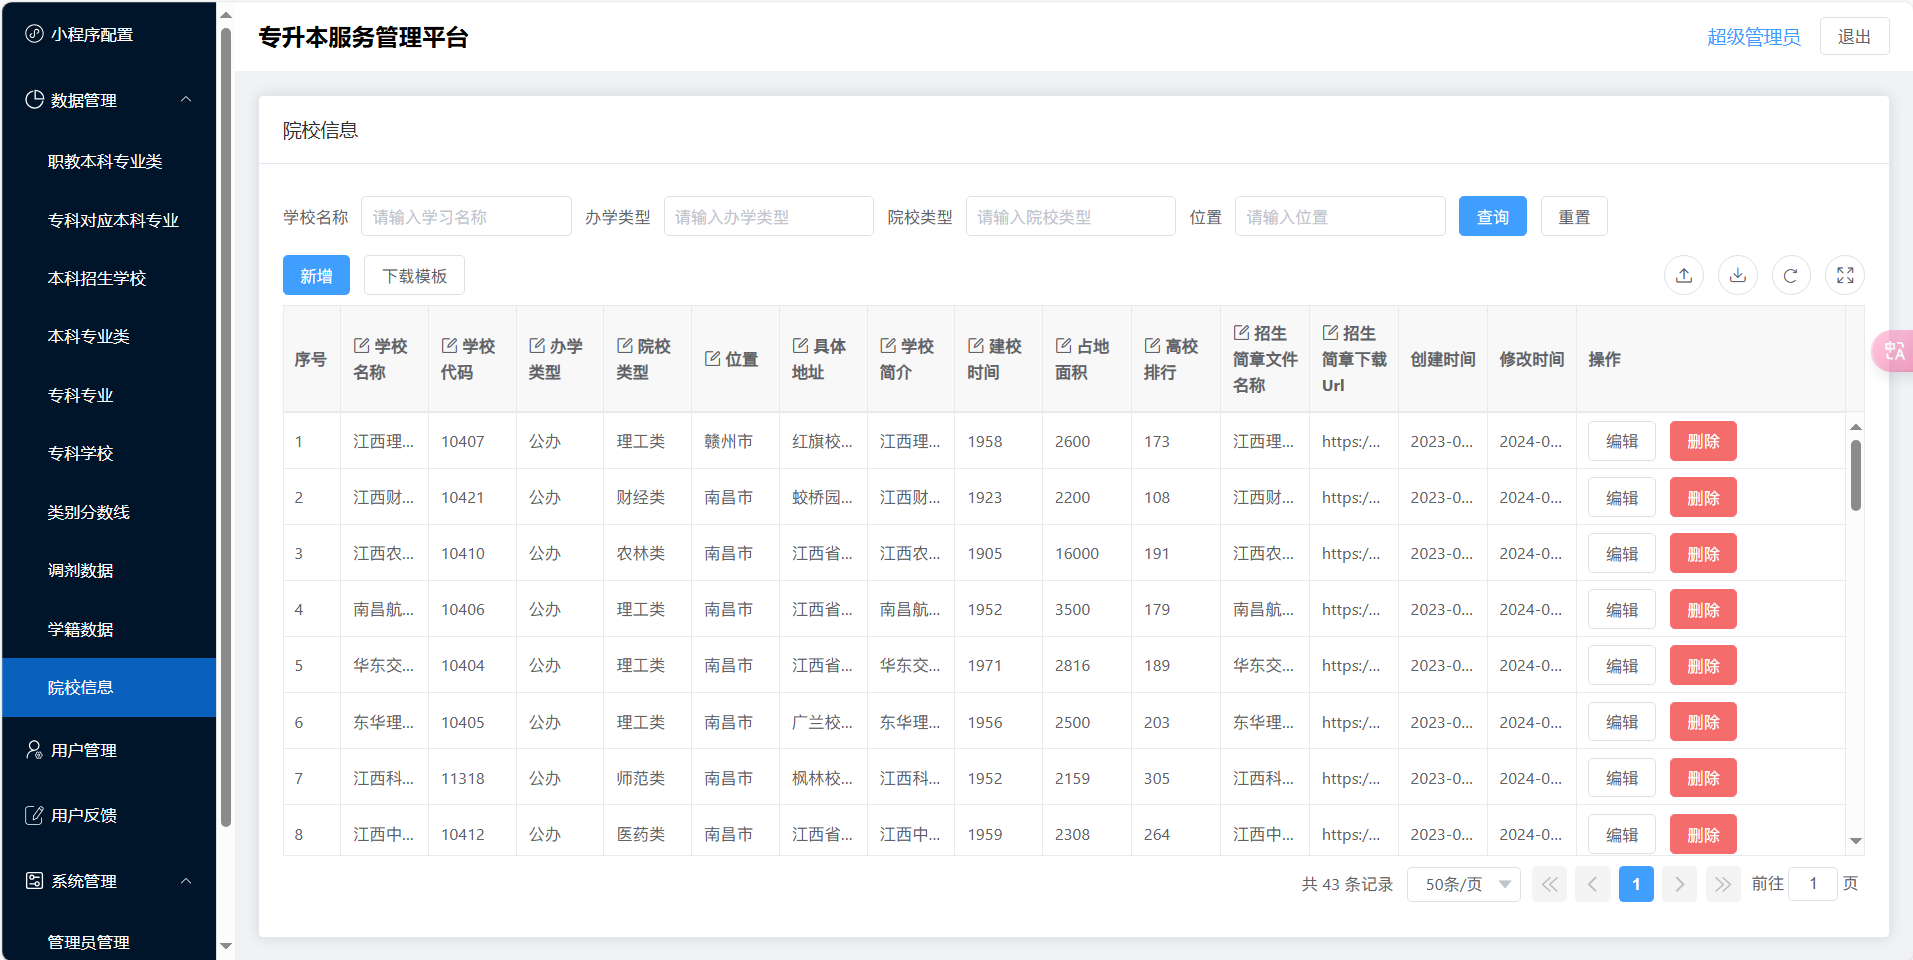 小程序配置
数据管理
职教本科专业类
专科对应本科专业
本科招生学校
本科专业类
专科专业
专科学校
类别分数线
调剂数据
学籍数据
院校信息
用户管理
用户反馈
系统管理
管理员管理
专升本服务管理平台
超级管理员 退出
院校信息
学校名称 请输入学习名称 办学类型 请输入办学类型 院校类型 请输入院校类型 位置 请输入位置 查询 重置
新增 下载模板
序号 学校名称 学校代码 办学类型 院校类型 位置 具体地址 学校简介 建校时间 占地面积 高校排行 招生简章文件名称 招生简章下载Url 创建时间 修改时间 操作
1 江西理... 10407 公办 理工类 赣州市 红旗校... 江西理... 1958 2600 173 江西理... https:/... 2023-0... 2024-0... 编辑 删除
2 江西财... 10421 公办 财经类 南昌市 蛟桥园... 江西财... 1923 2200 108 江西财... https:/... 2023-0... 2024-0... 编辑 删除
3 江西农... 10410 公办 农林类 南昌市 江西省... 江西农... 1905 16000 191 江西农... https:/... 2023-0... 2024-0... 编辑 删除
4 南昌航... 10406 公办 理工类 南昌市 江西省... 南昌航... 1952 3500 179 南昌航... https:/... 2023-0... 2024-0... 编辑 删除
5 华东交... 10404 公办 理工类 南昌市 江西省... 华东交... 1971 2816 189 华东交... https:/... 2023-0... 2024-0... 编辑 删除
6 东华理... 10405 公办 理工类 南昌市 广兰校... 东华理... 1956 2500 203 东华理... https:/... 2023-0... 2024-0... 编辑 删除
7 江西科... 11318 公办 师范类 南昌市 枫林校... 江西科... 1952 2159 305 江西科... https:/... 2023-0... 2024-0... 编辑 删除
8 江西中... 10412 公办 医药类 南昌市 江西省... 江西中... 1959 2308 264 江西中... https:/... 2023-0... 2024-0... 编辑 删除
共 43 条记录 50条/页 1 前往 1 页